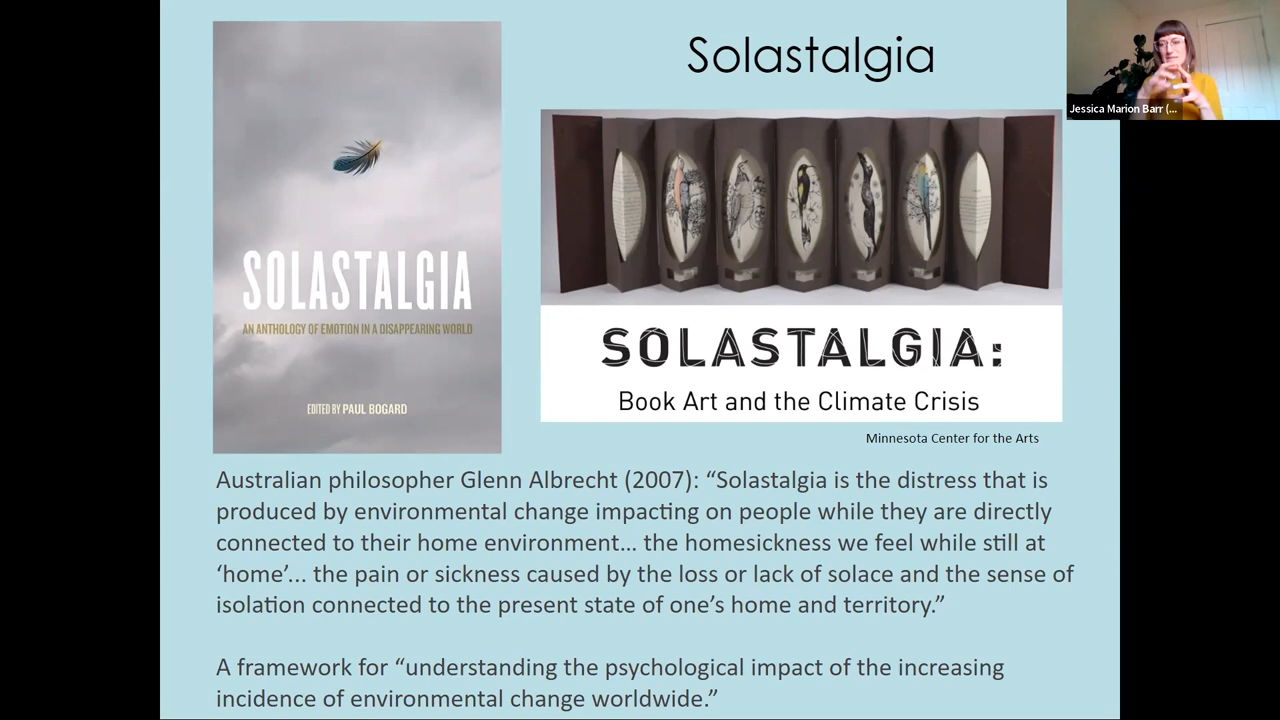 Solastalgia
Jessica Marion Barr (...
SOLASTALGIA
AN ANTHOLOGY OF EMOTION IN A DISAPPEARING WORLD
EDITED BY PAUL BOGARD
SOLASTALGIA:
Book Art and the Climate Crisis
Minnesota Center for the Arts
Australian philosopher Glenn Albrecht (2007): “Solastalgia is the distress that is
produced by environmental change impacting on people while they are directly
connected to their home environment… the homesickness we feel while still at
‘home’... the pain or sickness caused by the loss or lack of solace and the sense of
isolation connected to the present state of one’s home and territory.”
A framework for “understanding the psychological impact of the increasing
incidence of environmental change worldwide.”